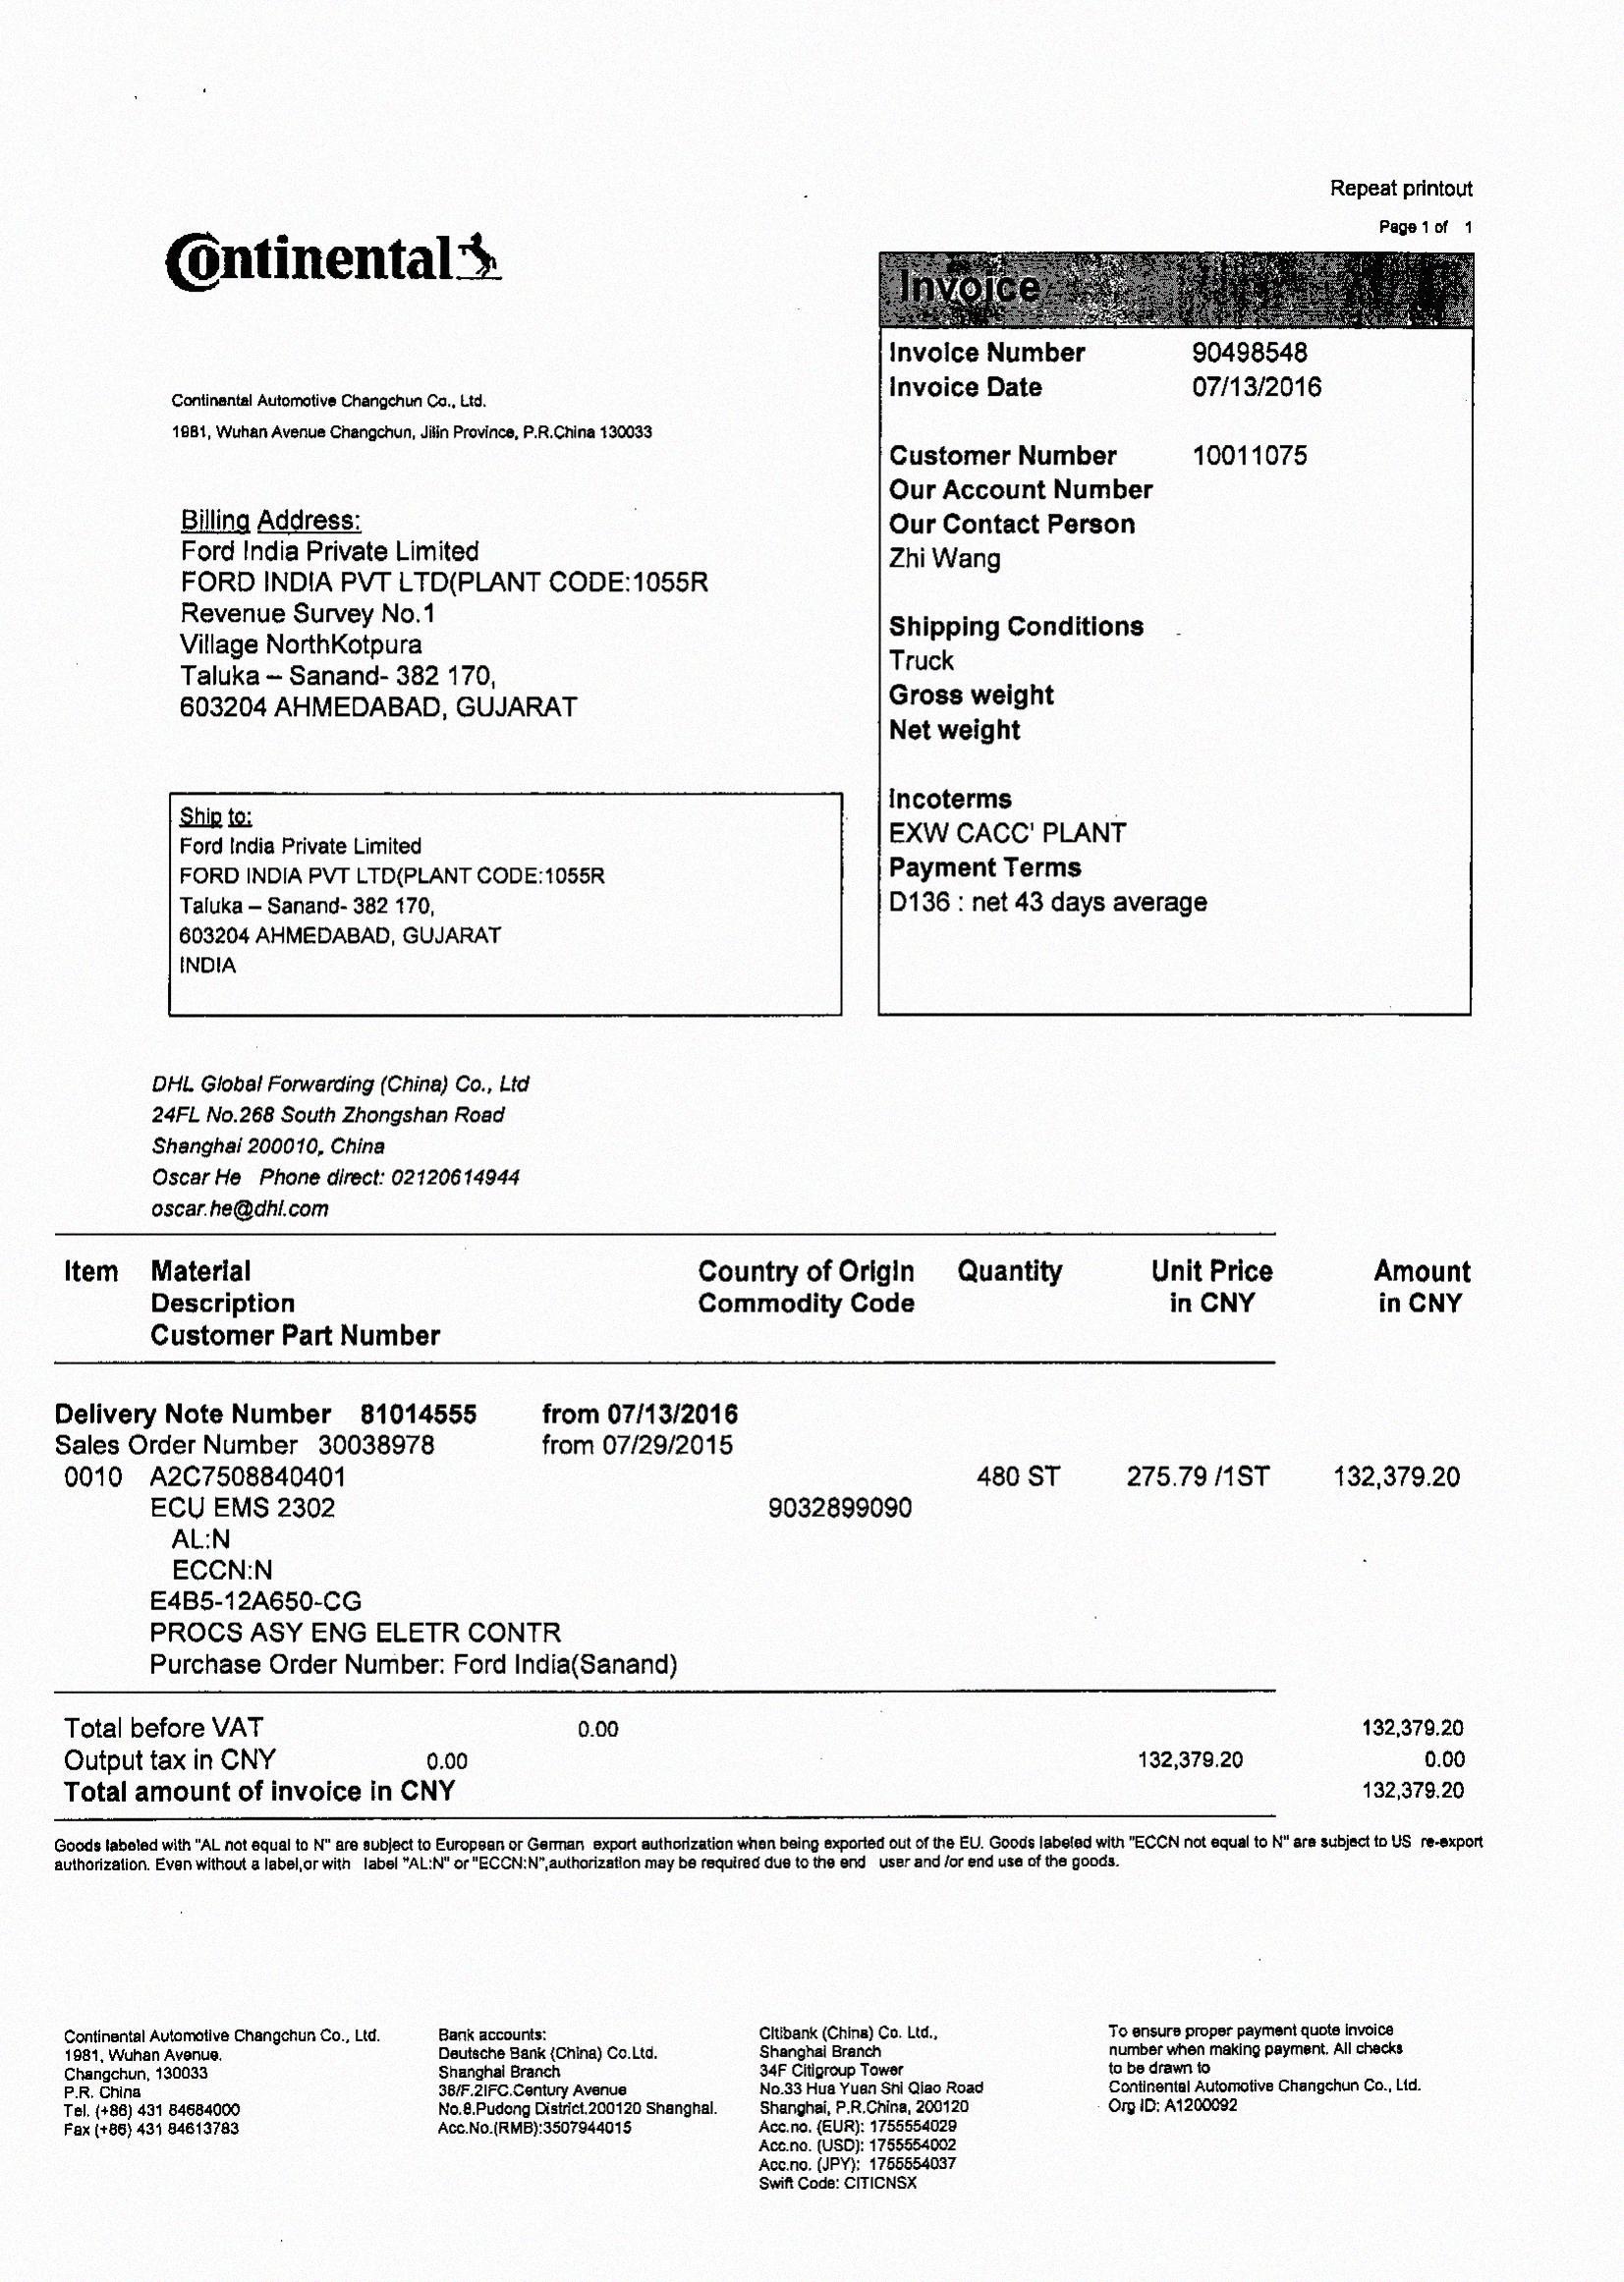 Repeat printout
Page 1 of 1
Continental
Invoice
Invoice Number 90498548
Invoice Date 07/13/2016
Continental Automotive Changchun Co., Ltd.
1981, Wuhan Avenue Changchun, Jilin Province, P.R.China 130033
Customer Number 10011075
Our Account Number
Our Contact Person
Zhi Wang
Shipping Conditions
Truck
Gross weight
Net weight
Incoterms
EXW CACC' PLANT
Payment Terms
D136 : net 43 days average
Billing Address:
Ford India Private Limited
FORD INDIA PVT LTD(PLANT CODE:1055R
Revenue Survey No.1
Village NorthKotpura
Taluka – Sanand- 382 170,
603204 AHMEDABAD, GUJARAT
Ship to:
Ford India Private Limited
FORD INDIA PVT LTD(PLANT CODE:1055R
Taluka – Sanand- 382 170,
603204 AHMEDABAD, GUJARAT
INDIA
DHL Global Forwarding (China) Co., Ltd
24FL No.268 South Zhongshan Road
Shanghai 200010, China
Oscar He Phone direct: 02120614944
oscar.he@dhl.com
Item Material Country of Origin Quantity Unit Price Amount
Description Commodity Code in CNY in CNY
Customer Part Number
Delivery Note Number 81014555 from 07/13/2016
Sales Order Number 30038978 from 07/29/2015
0010 A2C7508840401 480 ST 275.79 /1ST 132,379.20
ECU EMS 2302 9032899090
AL:N
ECCN:N
E4B5-12A650-CG
PROCS ASY ENG ELETR CONTR
Purchase Order Number: Ford India(Sanand)
Total before VAT 0.00 132,379.20
Output tax in CNY 0.00 132,379.20 0.00
Total amount of invoice in CNY 132,379.20
Goods labeled with "AL not equal to N" are subject to European or German export authorization when being exported out of the EU. Goods labeled with "ECCN not equal to N" are subject to US re-export
authorization. Even without a label,or with label "AL:N" or "ECCN:N",authorization may be required due to the end user and /or end use of the goods.
Continental Automotive Changchun Co., Ltd.
1981, Wuhan Avenue.
Changchun, 130033
P.R. China
Tel. (+86) 431 84684000
Fax (+86) 431 84613783
Bank accounts:
Deutsche Bank (China) Co.Ltd.
Shanghai Branch
38/F.2IFC.Century Avenue
No.8.Pudong District.200120 Shanghai.
Acc.No.(RMB):3507944015
Citibank (China) Co. Ltd.,
Shanghai Branch
34F Citigroup Tower
No.33 Hua Yuan Shi Qiao Road
Shanghai, P.R.China, 200120
Acc.no. (EUR): 1755554029
Acc.no. (USD): 1755554002
Acc.no. (JPY): 1755554037
Swift Code: CITICNSX
To ensure proper payment quote invoice
number when making payment. All checks
to be drawn to
Continental Automotive Changchun Co., Ltd.
Org ID: A1200092